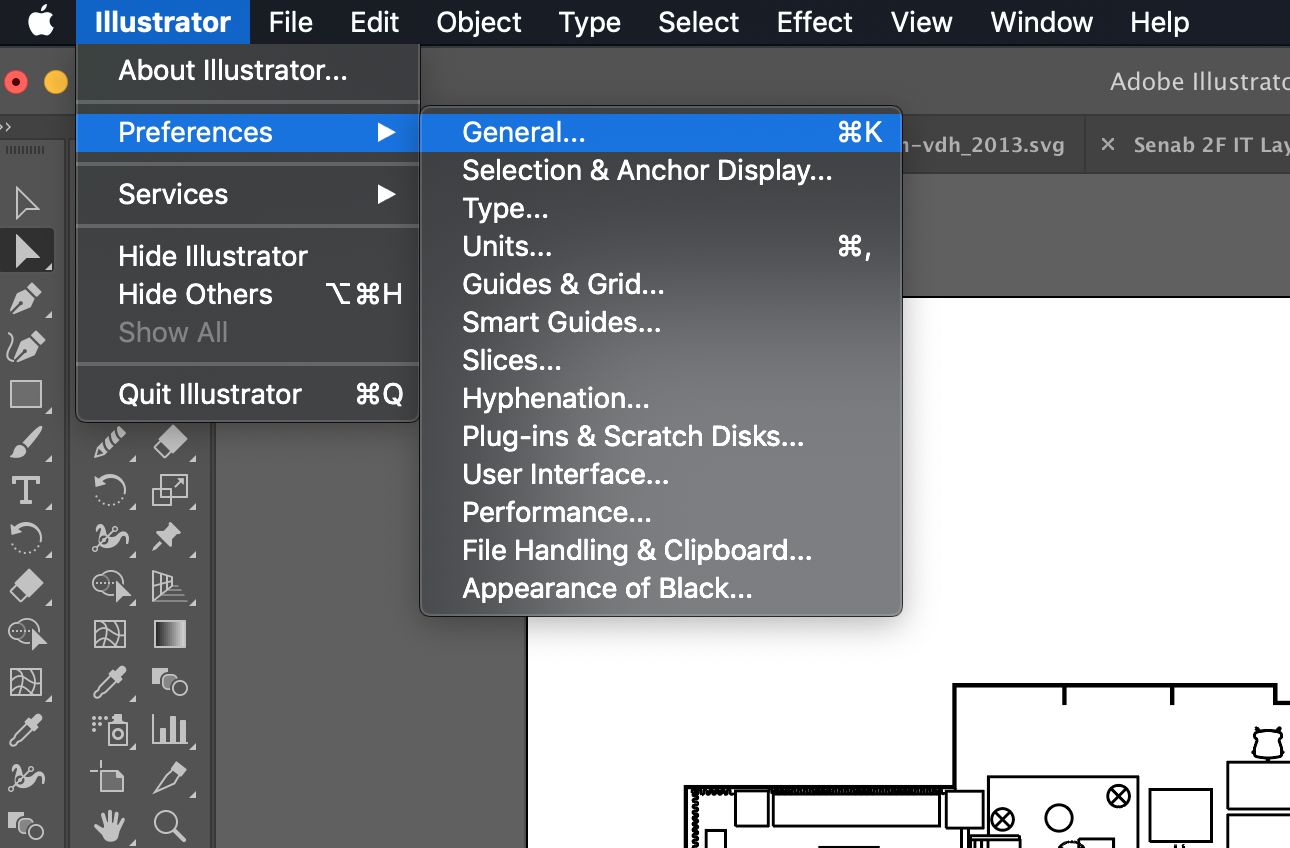 Illustrator File Edit Object Type Select Effect View Window Help
About Illustrator...
Adobe Illustrato
Preferences ▶
General... ⌘K
-vdh_2013.svg × Senab 2F IT Lay
Selection & Anchor Display...
Services ▶
Type...
Units... ⌘,
Hide Illustrator
Guides & Grid...
Hide Others ⌥⌘H
Smart Guides...
Show All
Slices...
Quit Illustrator ⌘Q
Hyphenation...
Plug-ins & Scratch Disks...
User Interface...
Performance...
File Handling & Clipboard...
Appearance of Black...